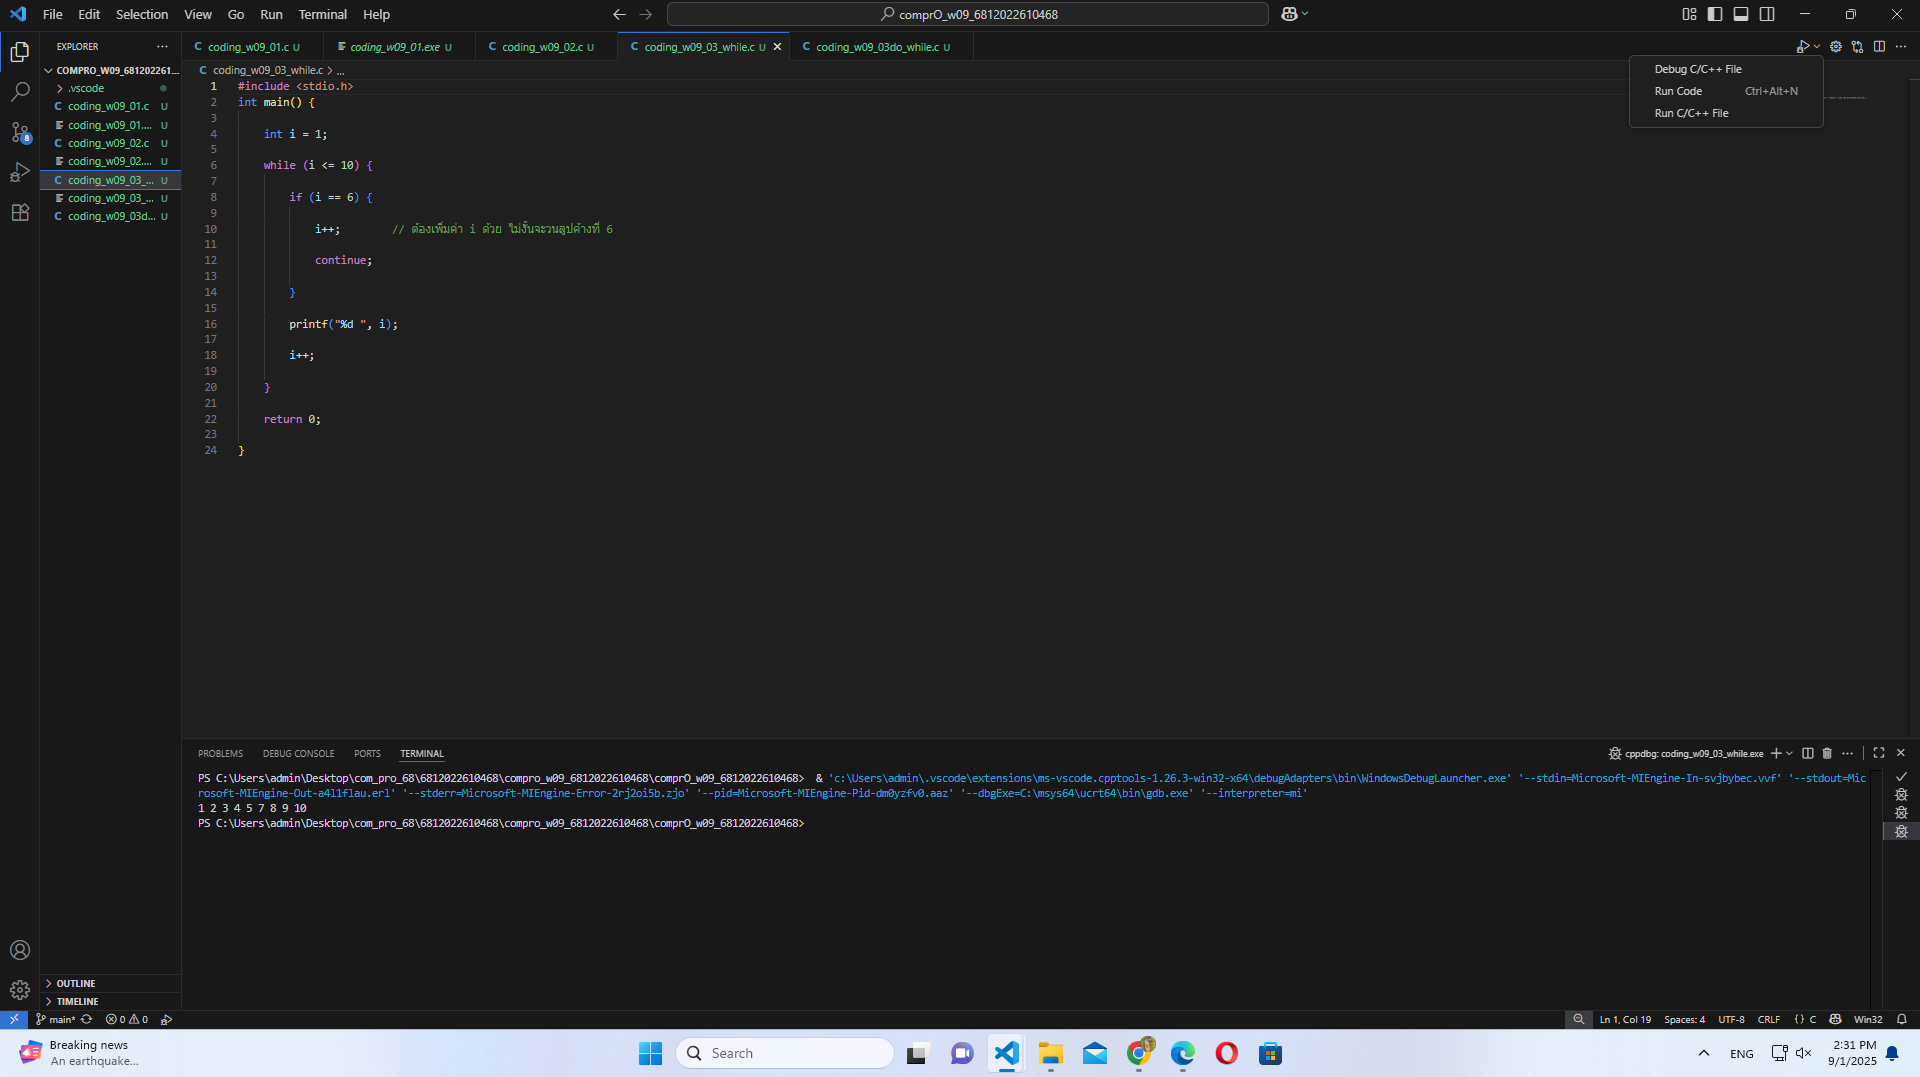 File Edit Selection View Go Run Terminal Help
comprO_w09_6812022610468
EXPLORER
COMPRO_W09_681202261...
.vscode
coding_w09_01.c U
coding_w09_01.... U
coding_w09_02.c U
coding_w09_02.... U
coding_w09_03_... U
coding_w09_03_... U
coding_w09_03d... U
OUTLINE
TIMELINE
8
coding_w09_01.c U
coding_w09_01.exe U
coding_w09_02.c U
coding_w09_03_while.c U
coding_w09_03do_while.c U
coding_w09_03_while.c > ...
Debug C/C++ File
Run Code Ctrl+Alt+N
Run C/C++ File
1 #include <stdio.h>
2 int main() {
3
4 int i = 1;
5
6 while (i <= 10) {
7
8 if (i == 6) {
9
10 i++; // ต้องเพิ่มค่า i ด้วย ไม่งั้นจะวนลูปค้างที่ 6
11
12 continue;
13
14 }
15
16 printf("%d ", i);
17
18 i++;
19
20 }
21
22 return 0;
23
24 }
PROBLEMS DEBUG CONSOLE PORTS TERMINAL
cppdbg: coding_w09_03_while.exe
PS C:\Users\admin\Desktop\com_pro_68\6812022610468\compro_w09_6812022610468\comprO_w09_6812022610468> & 'c:\Users\admin\.vscode\extensions\ms-vscode.cpptools-1.26.3-win32-x64\debugAdapters\bin\WindowsDebugLauncher.exe' '--stdin=Microsoft-MIEngine-In-svjbybec.vvf' '--stdout=Mic
rosoft-MIEngine-Out-a4l1flau.erl' '--stderr=Microsoft-MIEngine-Error-2rj2oi5b.zjo' '--pid=Microsoft-MIEngine-Pid-dm0yzfv0.aaz' '--dbgExe=C:\msys64\ucrt64\bin\gdb.exe' '--interpreter=mi'
1 2 3 4 5 7 8 9 10
PS C:\Users\admin\Desktop\com_pro_68\6812022610468\compro_w09_6812022610468\comprO_w09_6812022610468>
main* 0 0
Ln 1, Col 19 Spaces: 4 UTF-8 CRLF {} C Win32
Breaking news
An earthquake...
Search
ENG
2:31 PM
9/1/2025